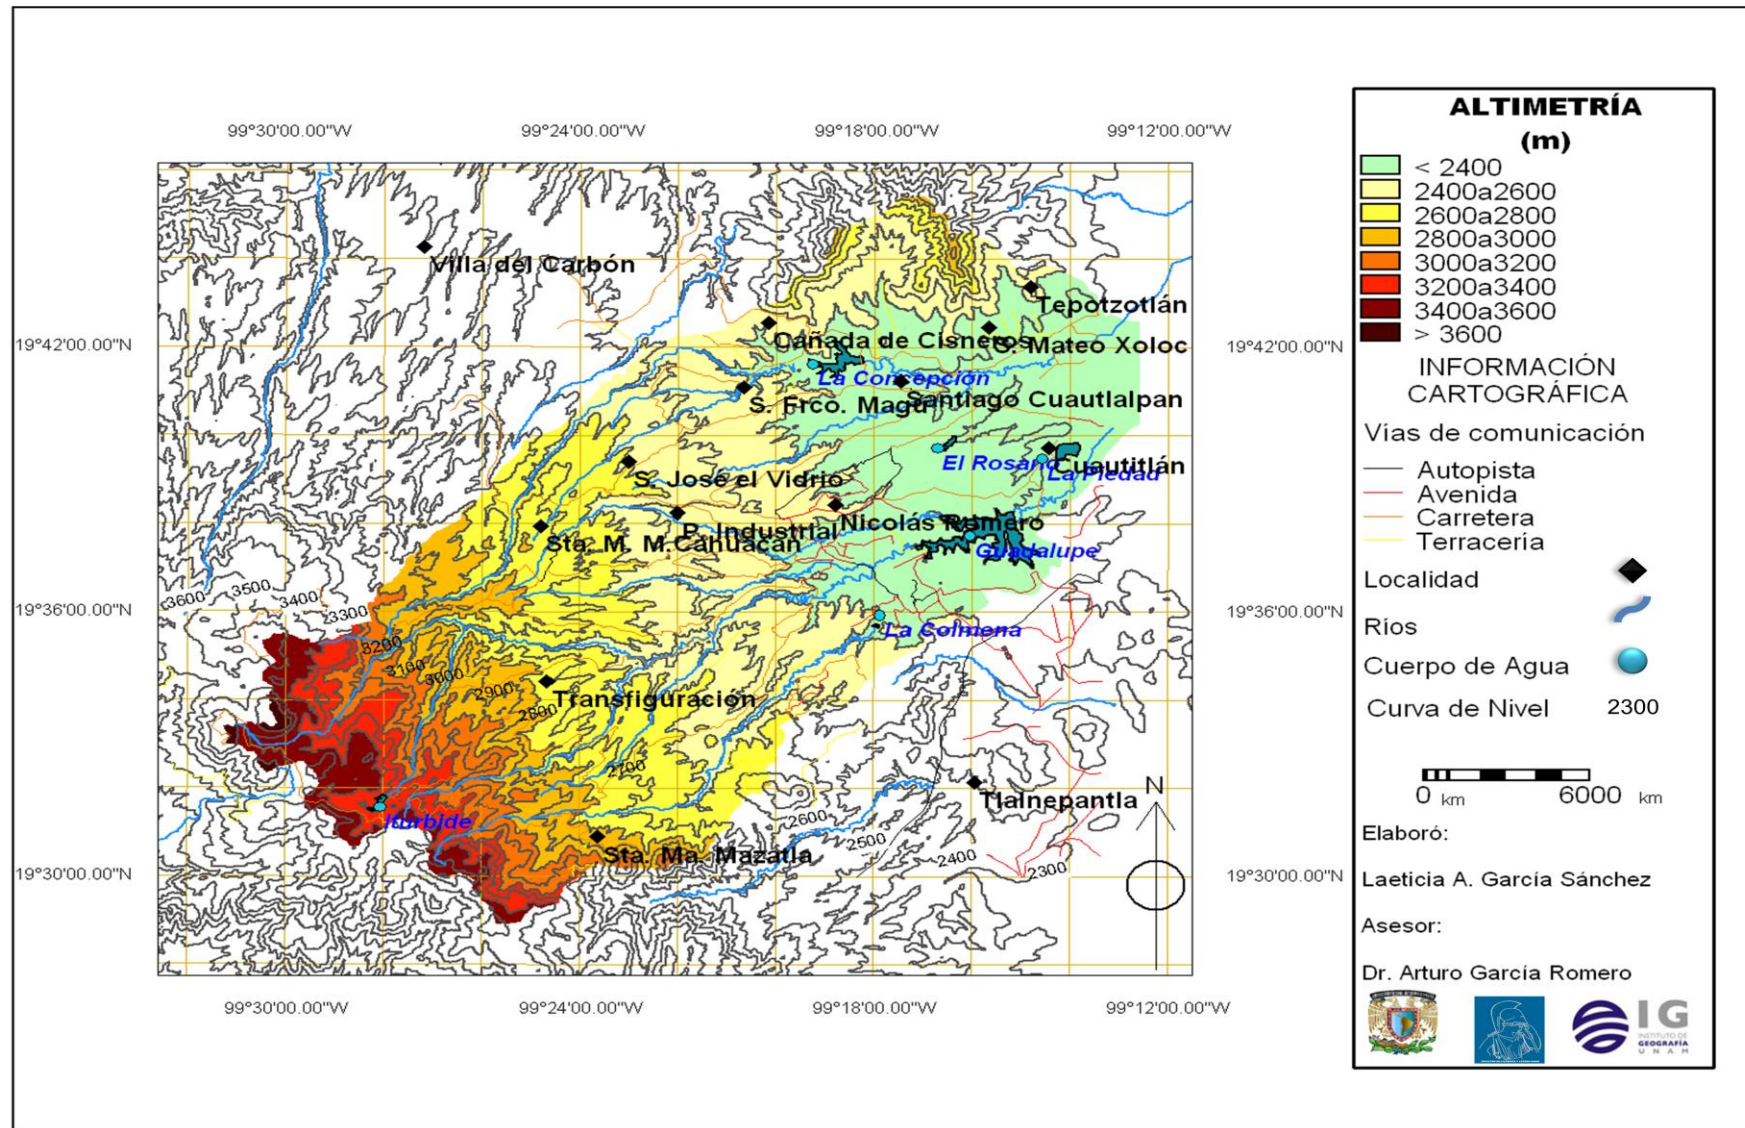 99°30'00.00"W
99°24'00.00"W
99°18'00.00"W
99°12'00.00"W
Villa del Carbón
Tepotzotlán
Cañada de Cisneros
S. Mateo Xoloc
19°42'00.00"N
19°42'00.00"N
La Concepción
S. Frco. Magú
Santiago Cuautlalpan
El Rosario
Cuautitlán
La Piedad
S. José el Vidrio
Nicolás Romero
P. Industrial
Sta. M. M.Cahuacán
Guadalupe
3600
3500
3400
3300
19°36'00.00"N
19°36'00.00"N
La Colmena
3200
3100
3000
2900
2800
Transfiguración
2700
Tlalnepantla
Iturbide
2600
2500
2400
2300
Sta. Ma. Mazatla
19°30'00.00"N
19°30'00.00"N
N
99°30'00.00"W
99°24'00.00"W
99°18'00.00"W
99°12'00.00"W
ALTIMETRÍA
(m)
< 2400
2400a2600
2600a2800
2800a3000
3000a3200
3200a3400
3400a3600
> 3600
INFORMACIÓN
CARTOGRÁFICA
Vías de comunicación
Autopista
Avenida
Carretera
Terracería
Localidad
Ríos
Cuerpo de Agua
Curva de Nivel 2300
0 km 6000 km
Elaboró:
Laeticia A. García Sánchez
Asesor:
Dr. Arturo García Romero
IG
INSTITUTO DE
GEOGRAFÍA
UNAM